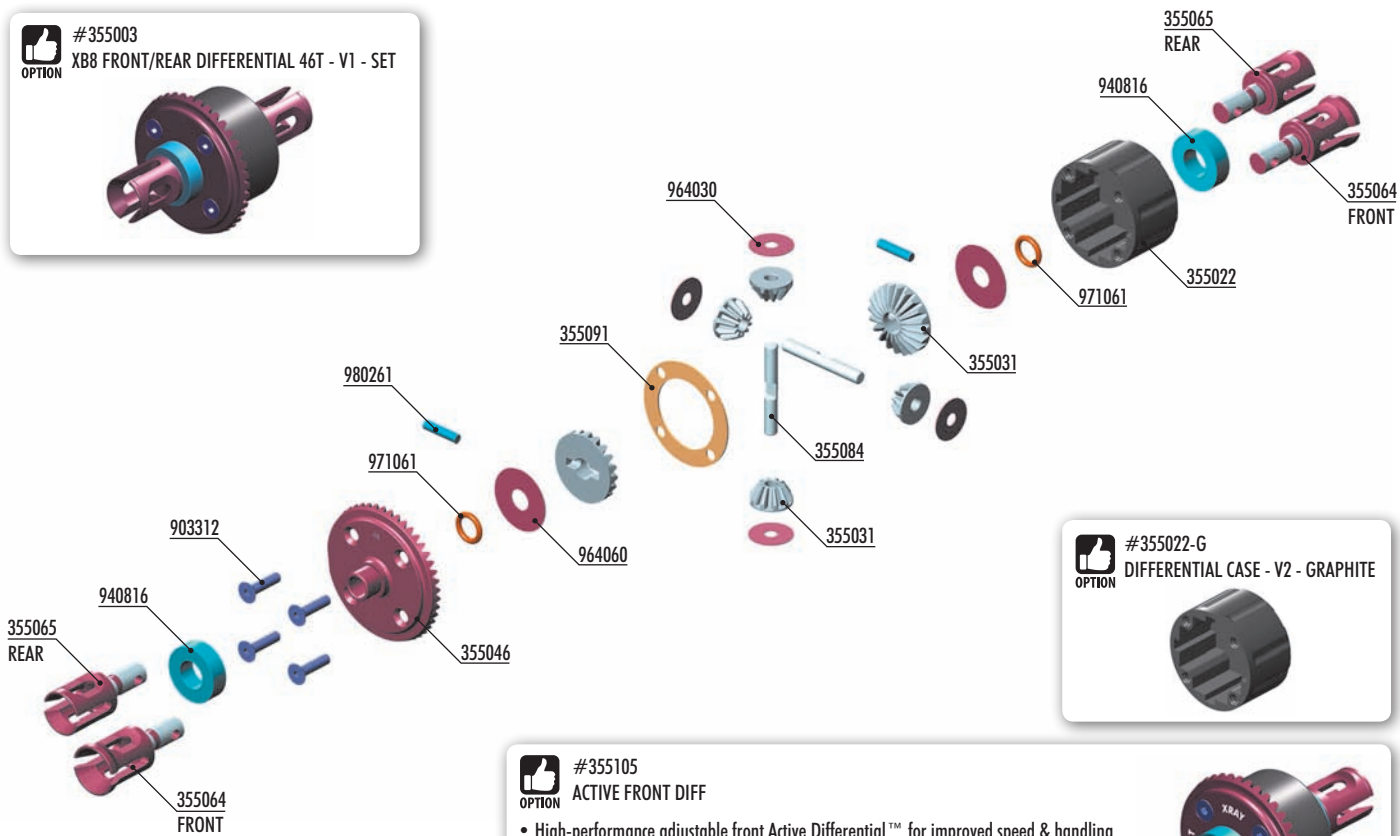 OPTION
#355003
XB8 FRONT/REAR DIFFERENTIAL 46T - V1 - SET
355065
REAR
940816
355064
FRONT
355022
971061
964030
355031
355091
355084
355031
980261
971061
964060
903312
355046
940816
355065
REAR
355064
FRONT
OPTION
#355022-G
DIFFERENTIAL CASE - V2 - GRAPHITE
OPTION
#355105
ACTIVE FRONT DIFF
• High-performance adjustable front Active Differential™ for improved speed & handling
XRAY